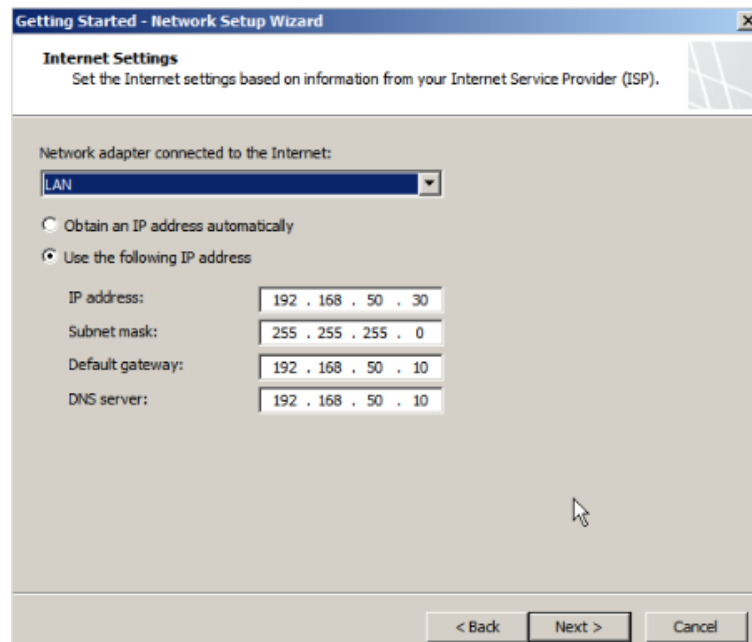 Getting Started - Network Setup Wizard
Internet Settings
Set the Internet settings based on information from your Internet Service Provider (ISP).
Network adapter connected to the Internet:
LAN
Obtain an IP address automatically
Use the following IP address
IP address: 192 . 168 . 50 . 30
Subnet mask: 255 . 255 . 255 . 0
Default gateway: 192 . 168 . 50 . 10
DNS server: 192 . 168 . 50 . 10
< Back Next > Cancel